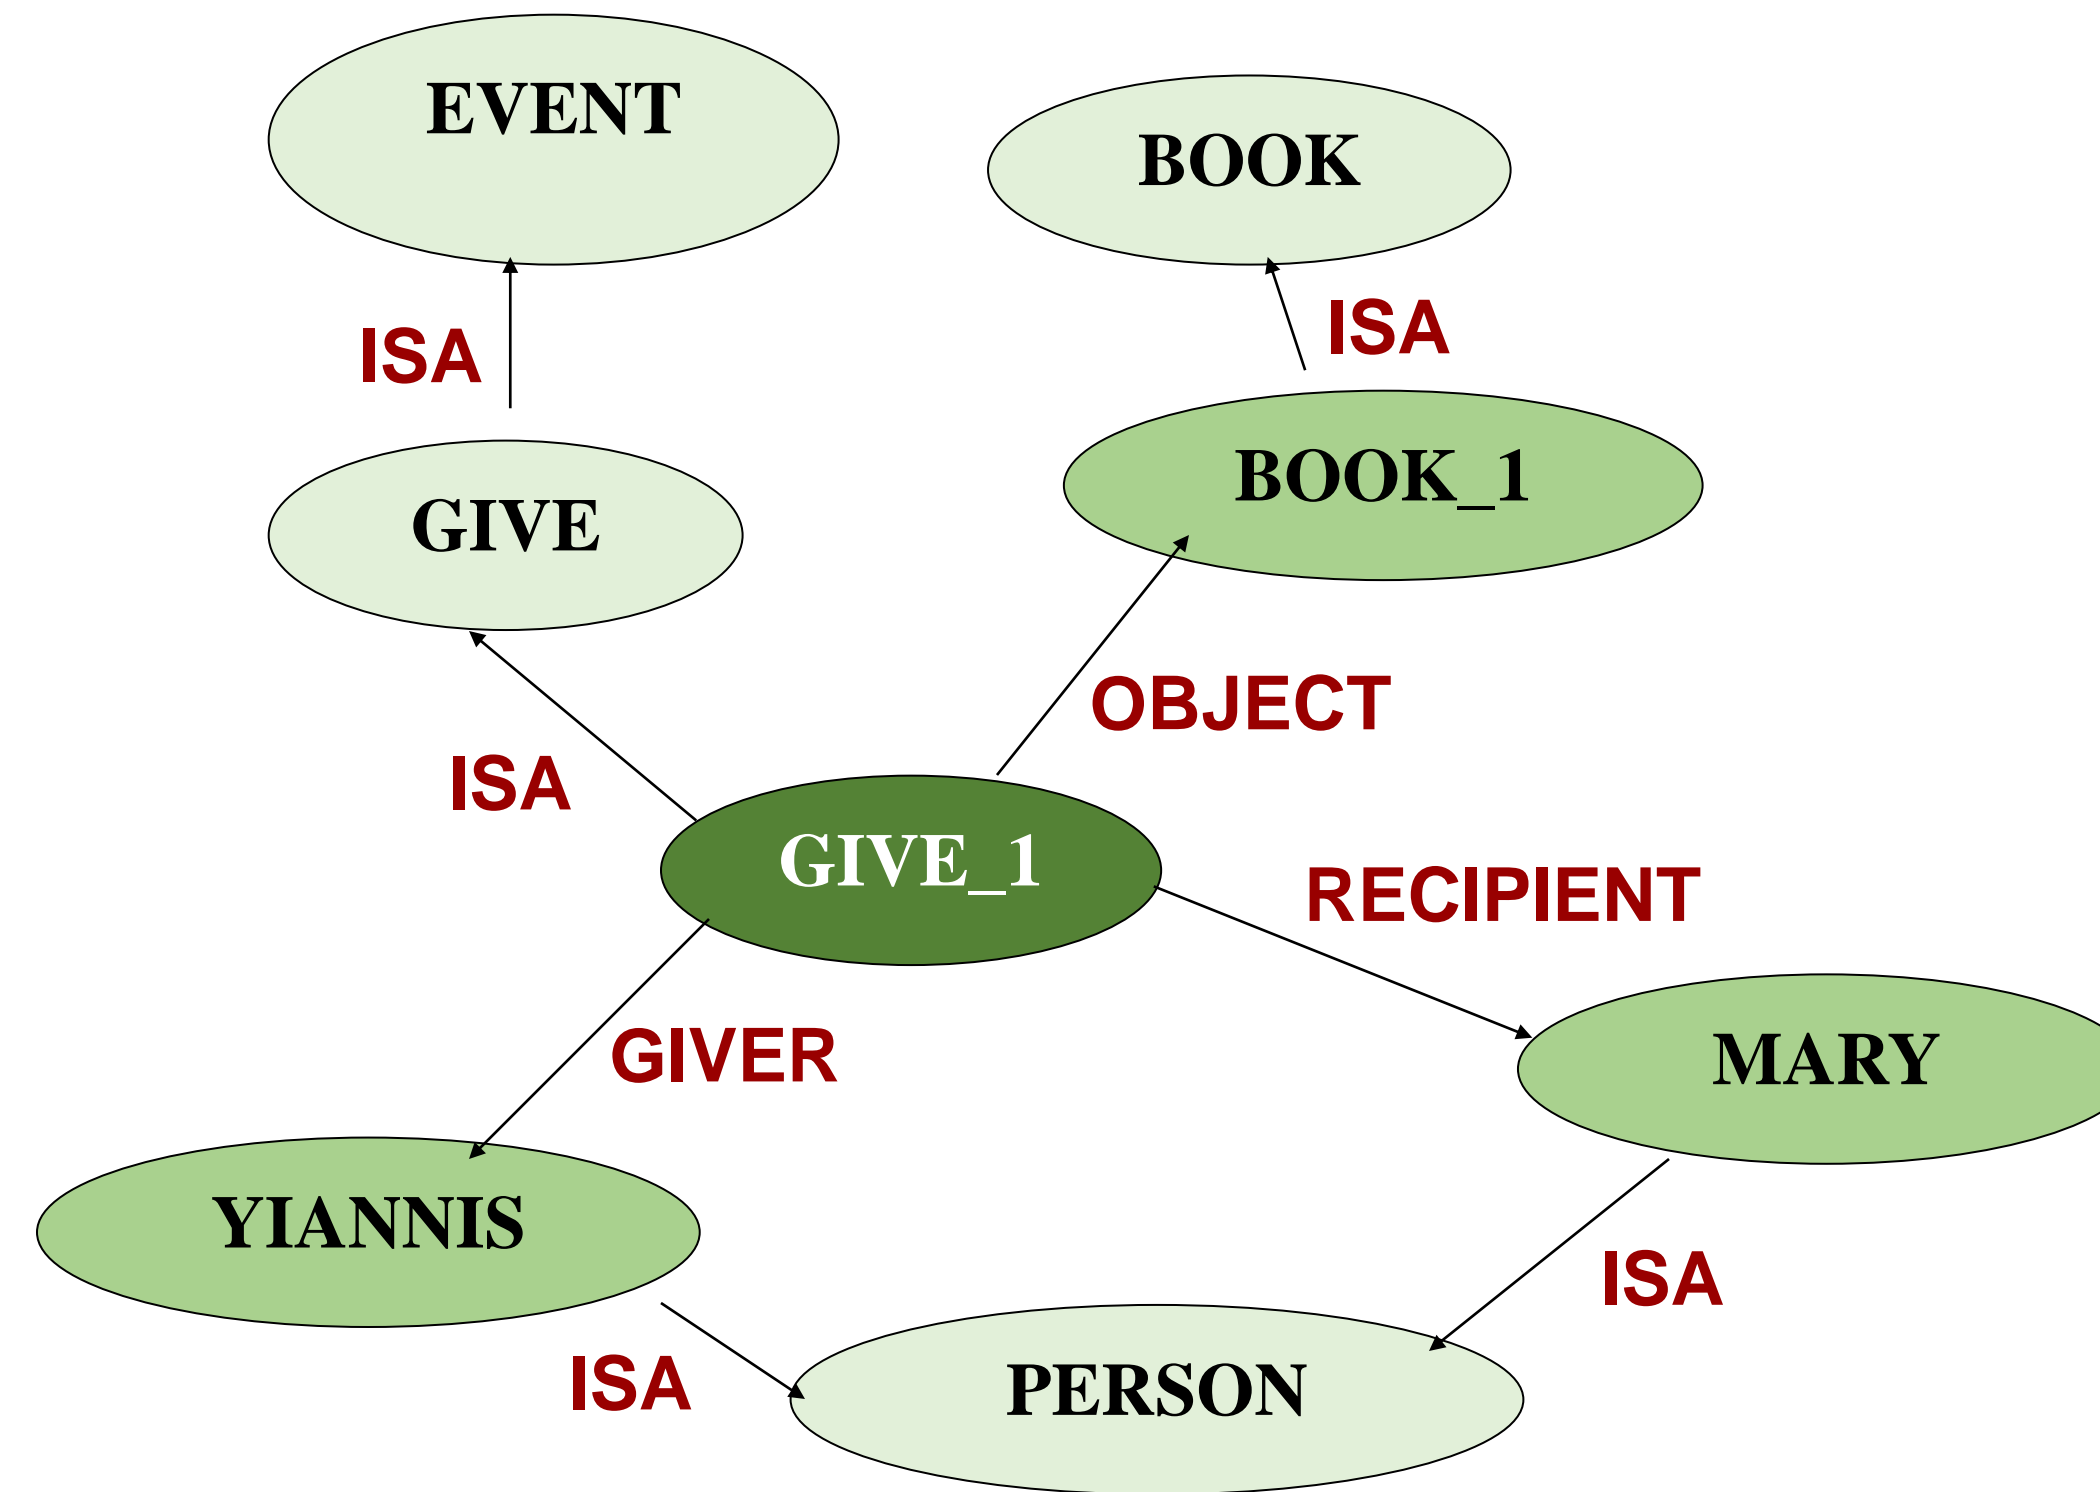 EVENT
BOOK
ISA
ISA
BOOK_1
GIVE
OBJECT
ISA
GIVE_1
RECIPIENT
GIVER
MARY
YIANNIS
ISA
ISA
PERSON